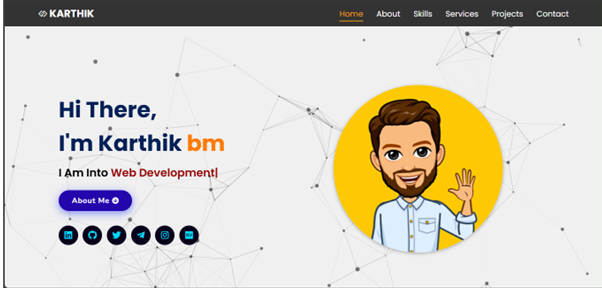 KARTHIK
Home About Skills Services Projects Contact
Hi There,
I'm Karthik bm
I Am Into Web Development|
About Me